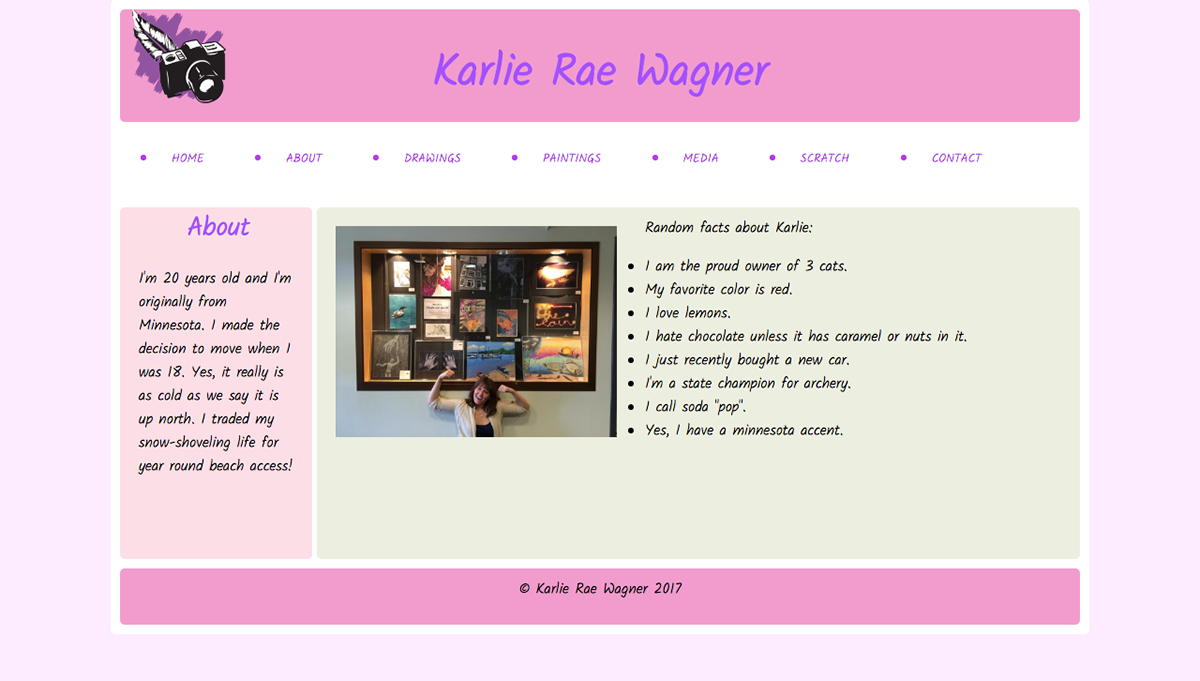 Karlie Rae Wagner
HOME
ABOUT
DRAWINGS
PAINTINGS
MEDIA
SCRATCH
CONTACT
About
I'm 20 years old and I'm
originally from
Minnesota. I made the
decision to move when I
was 18. Yes, it really is
as cold as we say it is
up north. I traded my
snow-shoveling life for
year round beach access!
Random facts about Karlie:
I am the proud owner of 3 cats.
My favorite color is red.
I love lemons.
I hate chocolate unless it has caramel or nuts in it.
I just recently bought a new car.
I'm a state champion for archery.
I call soda "pop".
Yes, I have a minnesota accent.
© Karlie Rae Wagner 2017